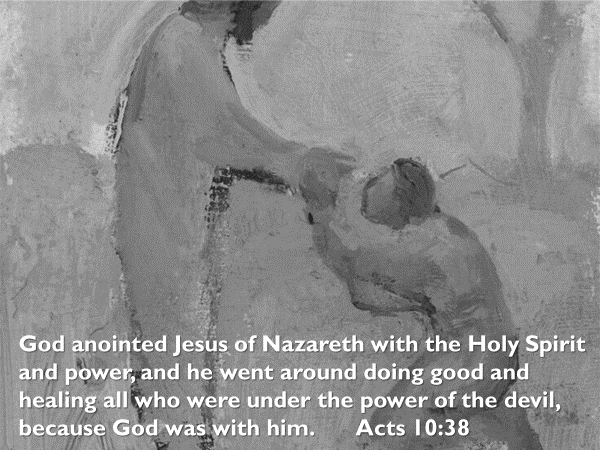 God anointed Jesus of Nazareth with the Holy Spirit
and power, and he went around doing good and
healing all who were under the power of the devil,
because God was with him. Acts 10:38